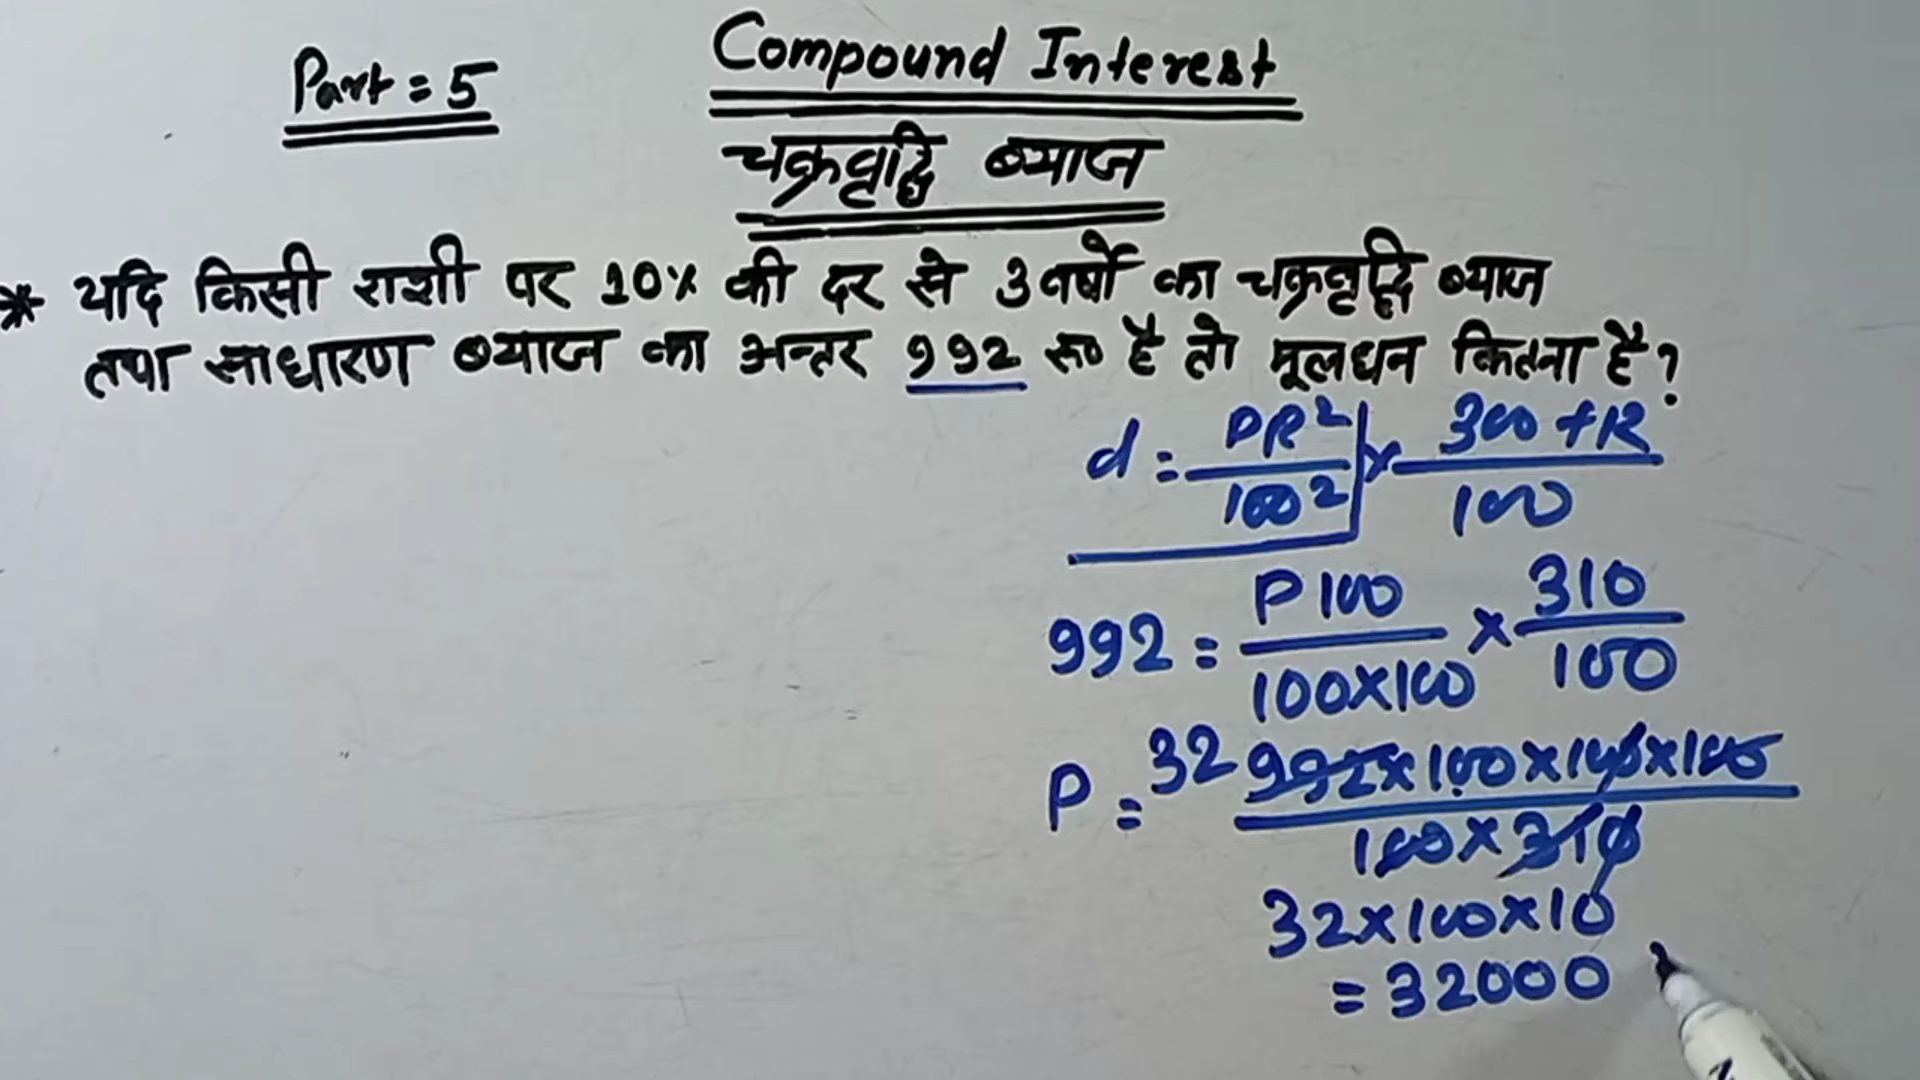 Part = 5
Compound Interest
चक्रवृद्धि ब्याज
* यदि किसी राशी पर 10% की दर से 3 वर्षो का चक्रवृद्धि ब्याज
तथा साधारण ब्याज का अन्तर 992 रू० है तो मूलधन कितना है?
d = PR²/100² × 300+R/100
992 = P100/100×100 × 310/100
P = 32 992×100×100×100/100×310
32×100×10
= 32000